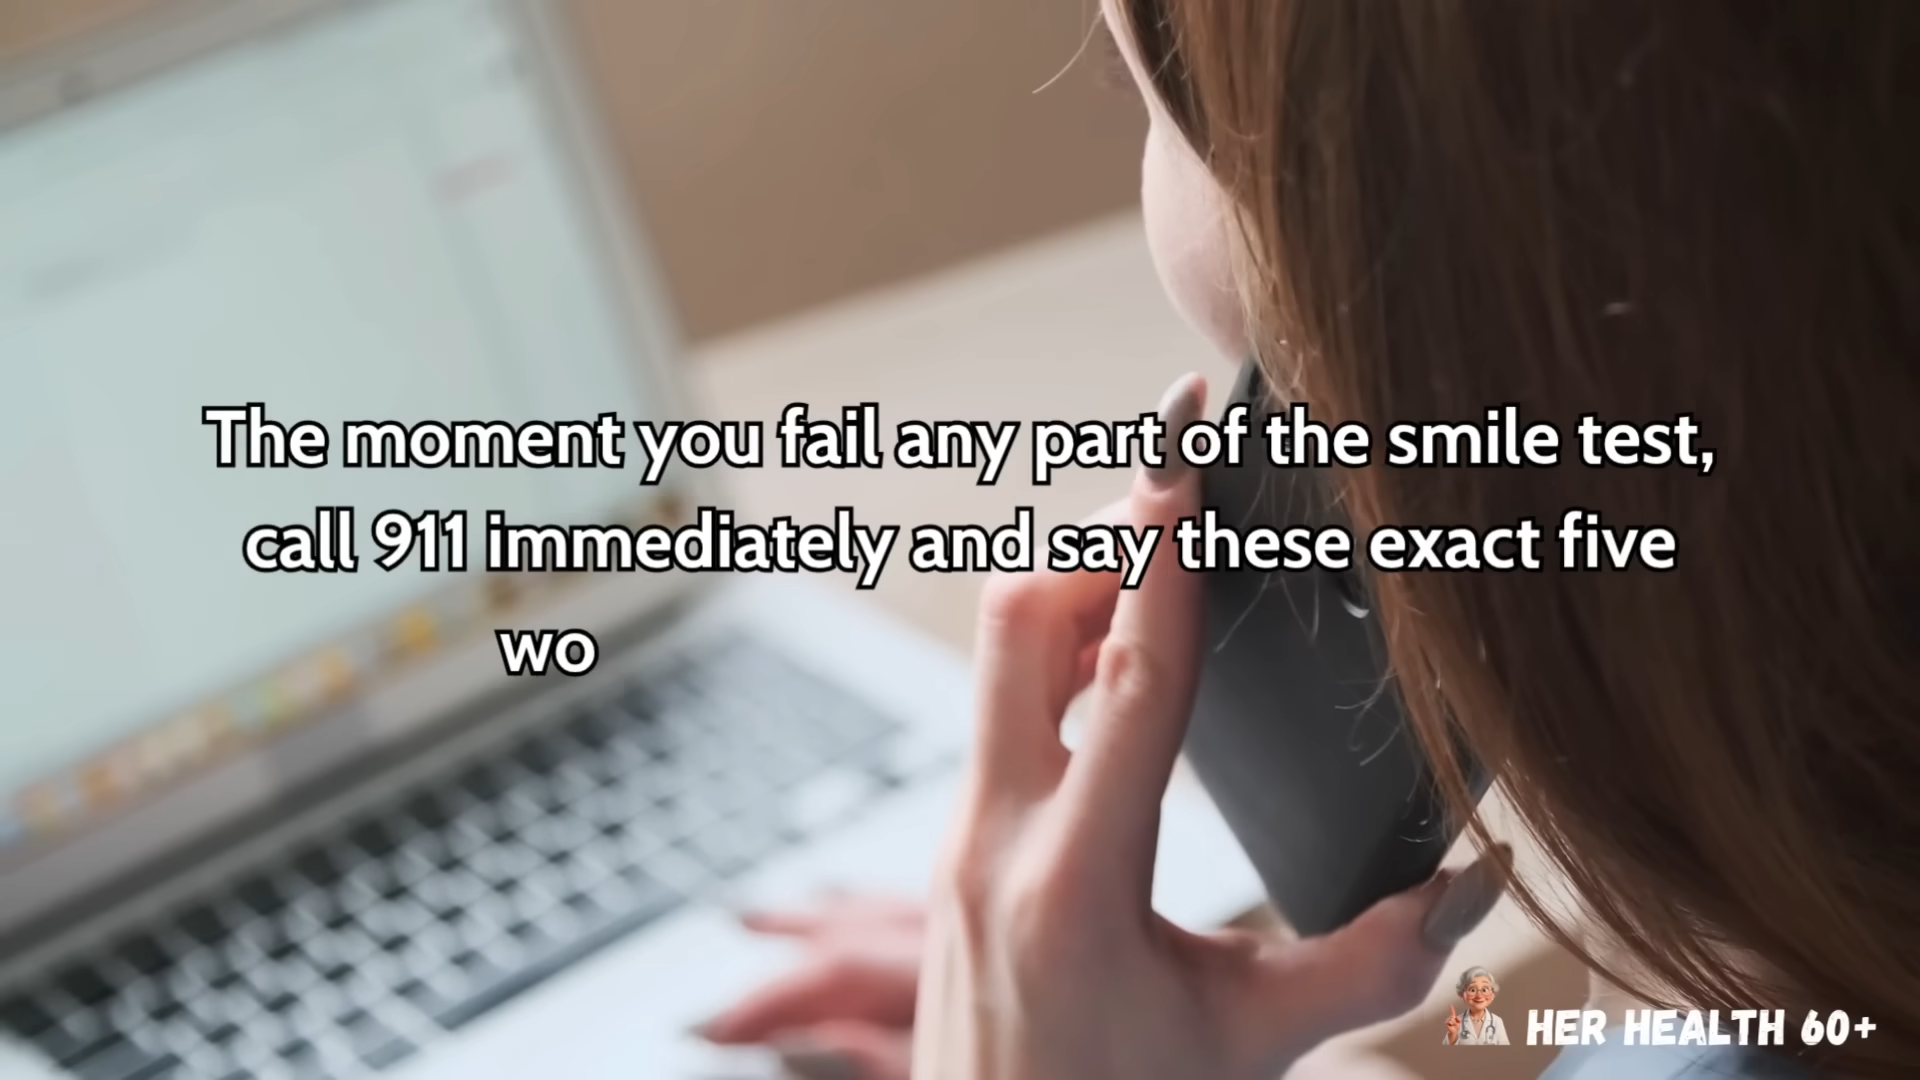 The moment you fail any part of the smile test,
call 911 immediately and say these exact five
wo
HER HEALTH 60+